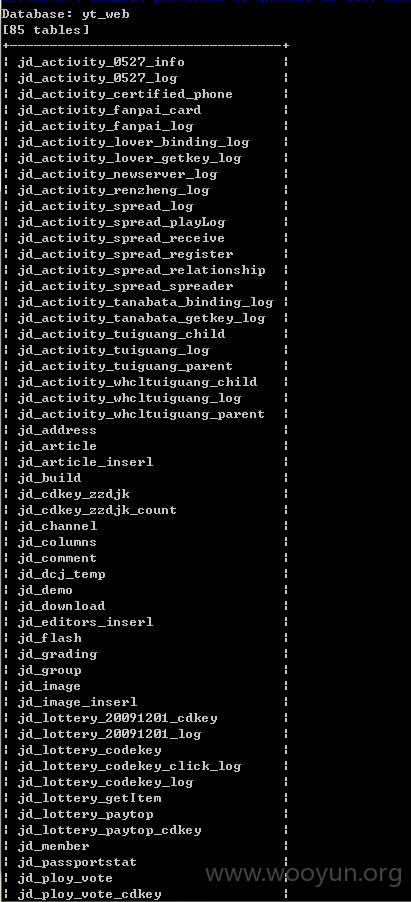 Database: yt_web
[85 tables]
+----------------------------------+
| jd_activity_0527_info |
| jd_activity_0527_log |
| jd_activity_certified_phone |
| jd_activity_fanpai_card |
| jd_activity_fanpai_log |
| jd_activity_lover_binding_log |
| jd_activity_lover_getkey_log |
| jd_activity_newserver_log |
| jd_activity_renzheng_log |
| jd_activity_spread_log |
| jd_activity_spread_playLog |
| jd_activity_spread_receive |
| jd_activity_spread_register |
| jd_activity_spread_relationship |
| jd_activity_spread_spreader |
| jd_activity_tanabata_binding_log |
| jd_activity_tanabata_getkey_log |
| jd_activity_tuiguang_child |
| jd_activity_tuiguang_log |
| jd_activity_tuiguang_parent |
| jd_activity_whcltuiguang_child |
| jd_activity_whcltuiguang_log |
| jd_activity_whcltuiguang_parent |
| jd_address |
| jd_article |
| jd_article_inserl |
| jd_build |
| jd_cdkey_zzdjk |
| jd_cdkey_zzdjk_count |
| jd_channel |
| jd_columns |
| jd_comment |
| jd_dcj_temp |
| jd_demo |
| jd_download |
| jd_editors_inserl |
| jd_flash |
| jd_grading |
| jd_group |
| jd_image |
| jd_image_inserl |
| jd_lottery_20091201_cdkey |
| jd_lottery_20091201_log |
| jd_lottery_codekey |
| jd_lottery_codekey_click_log |
| jd_lottery_codekey_log |
| jd_lottery_getItem |
| jd_lottery_paytop |
| jd_lottery_paytop_cdkey |
| jd_member |
| jd_passportstat |
| jd_ploy_vote |
| jd_ploy_vote_cdkey |
www.wooyun.org